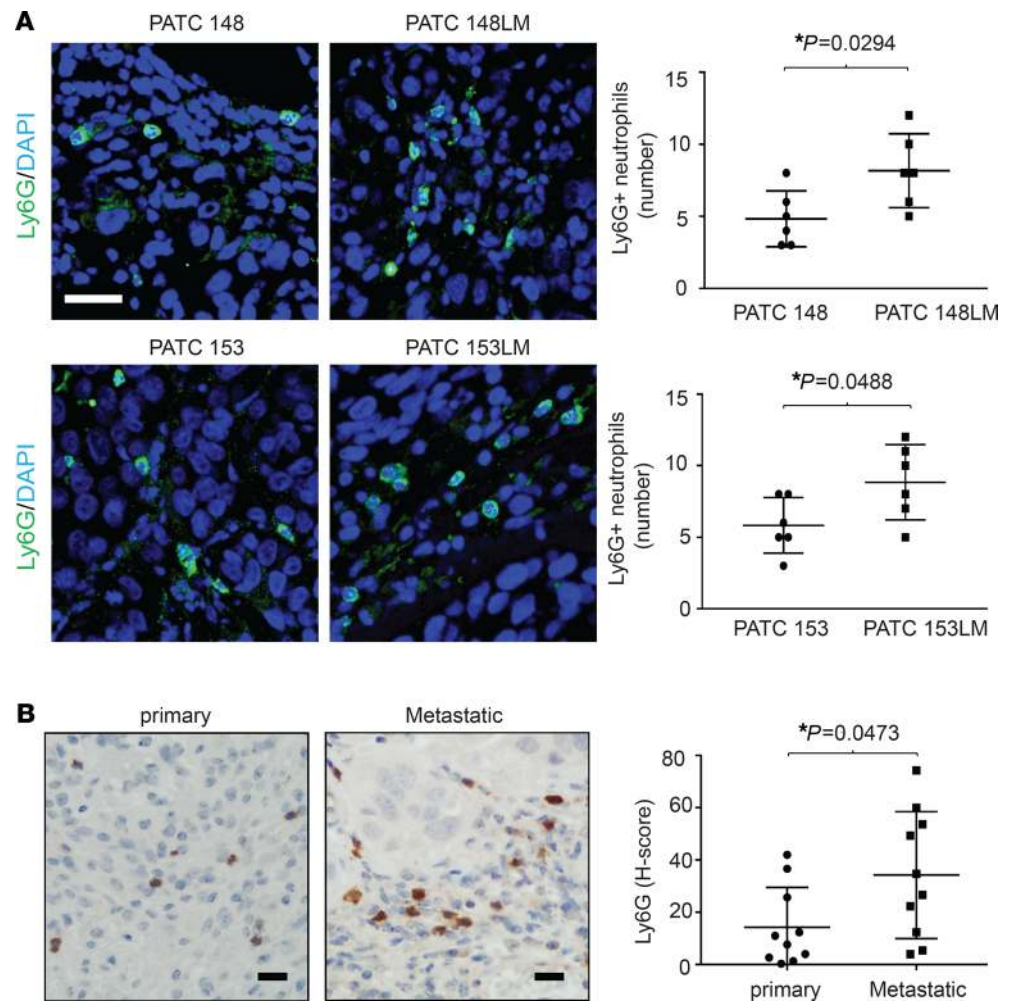 A
PATC 148
PATC 148LM
Ly6G/DAPI
*P=0.0294
Ly6G+ neutrophils
(number)
15
10
5
0
PATC 148
PATC 148LM
PATC 153
PATC 153LM
Ly6G/DAPI
*P=0.0488
Ly6G+ neutrophils
(number)
15
10
5
0
PATC 153
PATC 153LM
B
primary
Metastatic
*P=0.0473
Ly6G (H-score)
80
60
40
20
0
primary
Metastatic